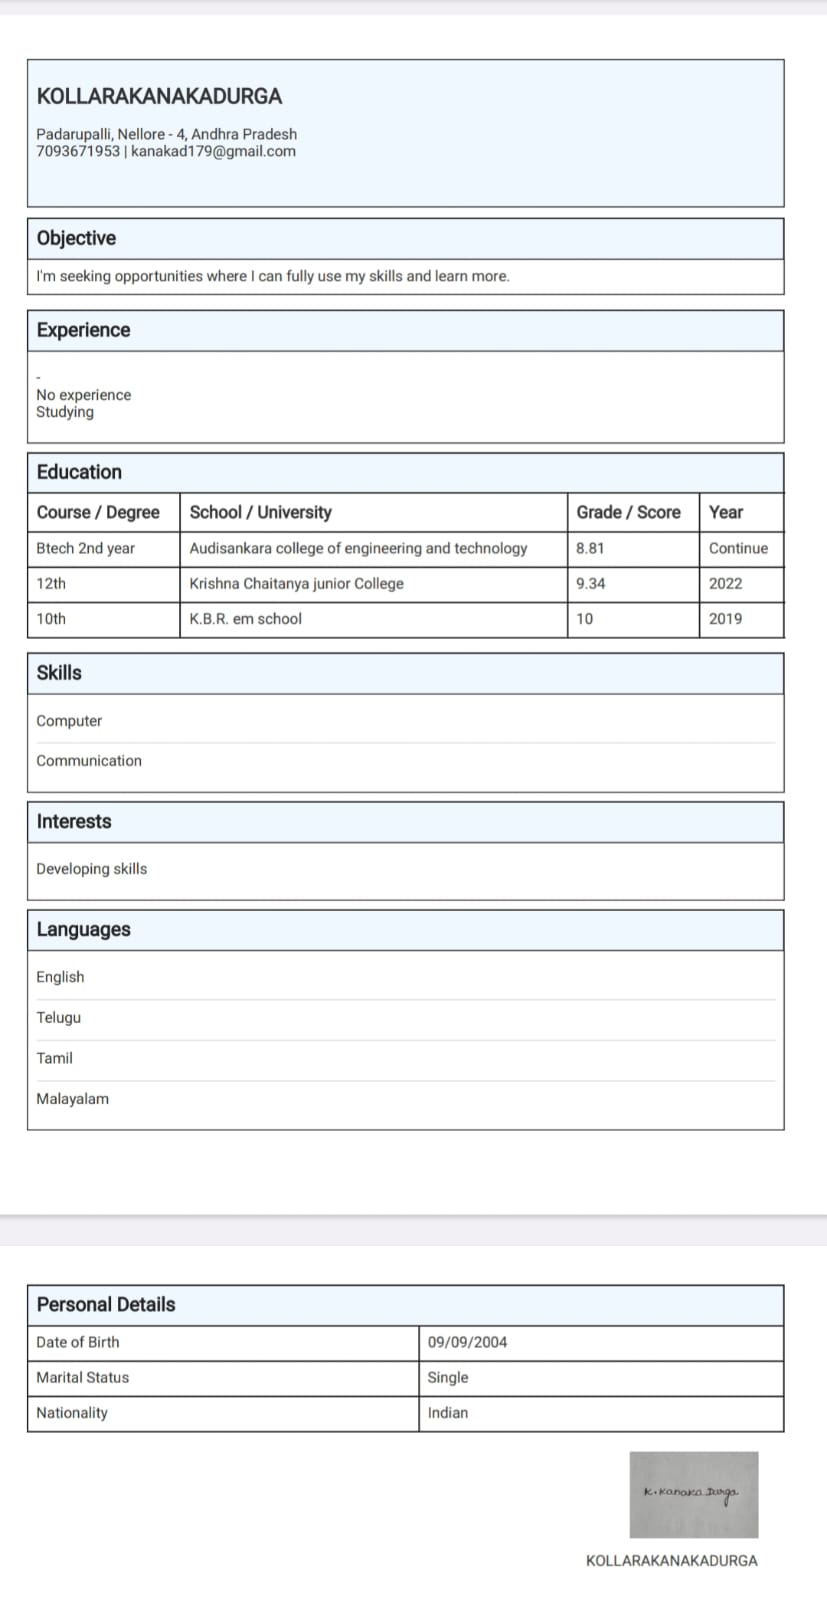 KOLLARAKANAKADURGA
Padarupalli, Nellore - 4, Andhra Pradesh
7093671953 | kanakad179@gmail.com
Objective
I'm seeking opportunities where I can fully use my skills and learn more.
Experience
-
No experience
Studying
Education
Course / Degree School / University Grade / Score Year
Btech 2nd year Audisankara college of engineering and technology 8.81 Continue
12th Krishna Chaitanya junior College 9.34 2022
10th K.B.R. em school 10 2019
Skills
Computer
Communication
Interests
Developing skills
Languages
English
Telugu
Tamil
Malayalam
Personal Details
Date of Birth 09/09/2004
Marital Status Single
Nationality Indian
K. Kanaka Durga
KOLLARAKANAKADURGA